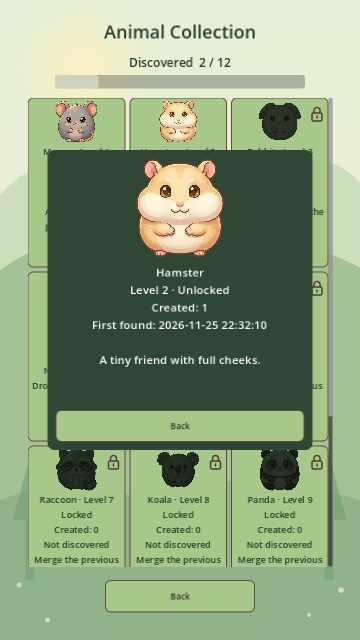 Animal Collection
Discovered 2 / 12
Hamster
Level 2 · Unlocked
Created: 1
First found: 2026-11-25 22:32:10
A tiny friend with full cheeks.
Back
Raccoon · Level 7
Locked
Created: 0
Not discovered
Merge the previous
Koala · Level 8
Locked
Created: 0
Not discovered
Merge the previous
Panda · Level 9
Locked
Created: 0
Not discovered
Merge the previous
Back